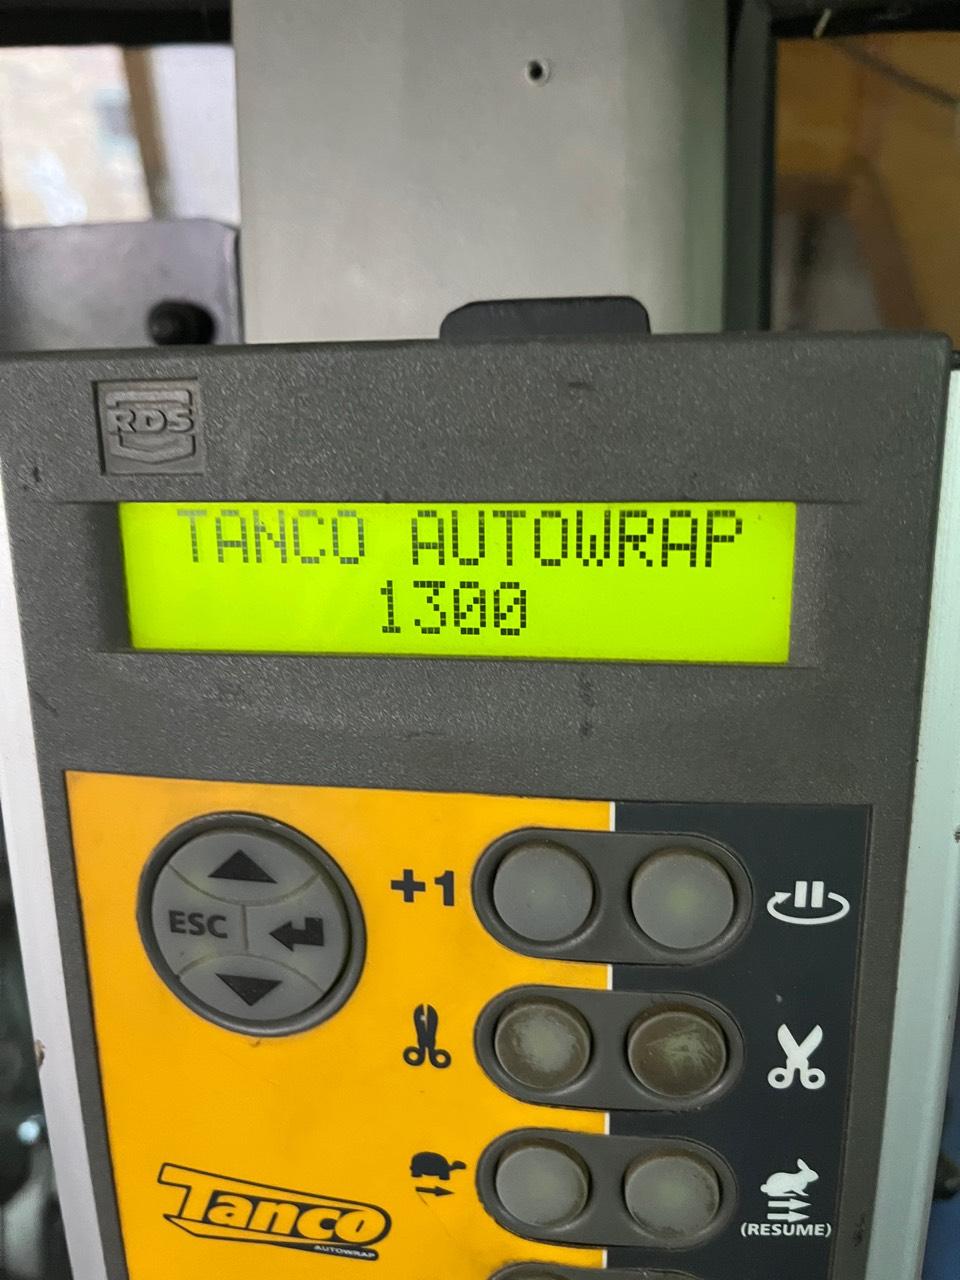 RDS
TANCO AUTOWRAP
1300
+1
ESC
Tanco
AUTOWRAP
(RESUME)